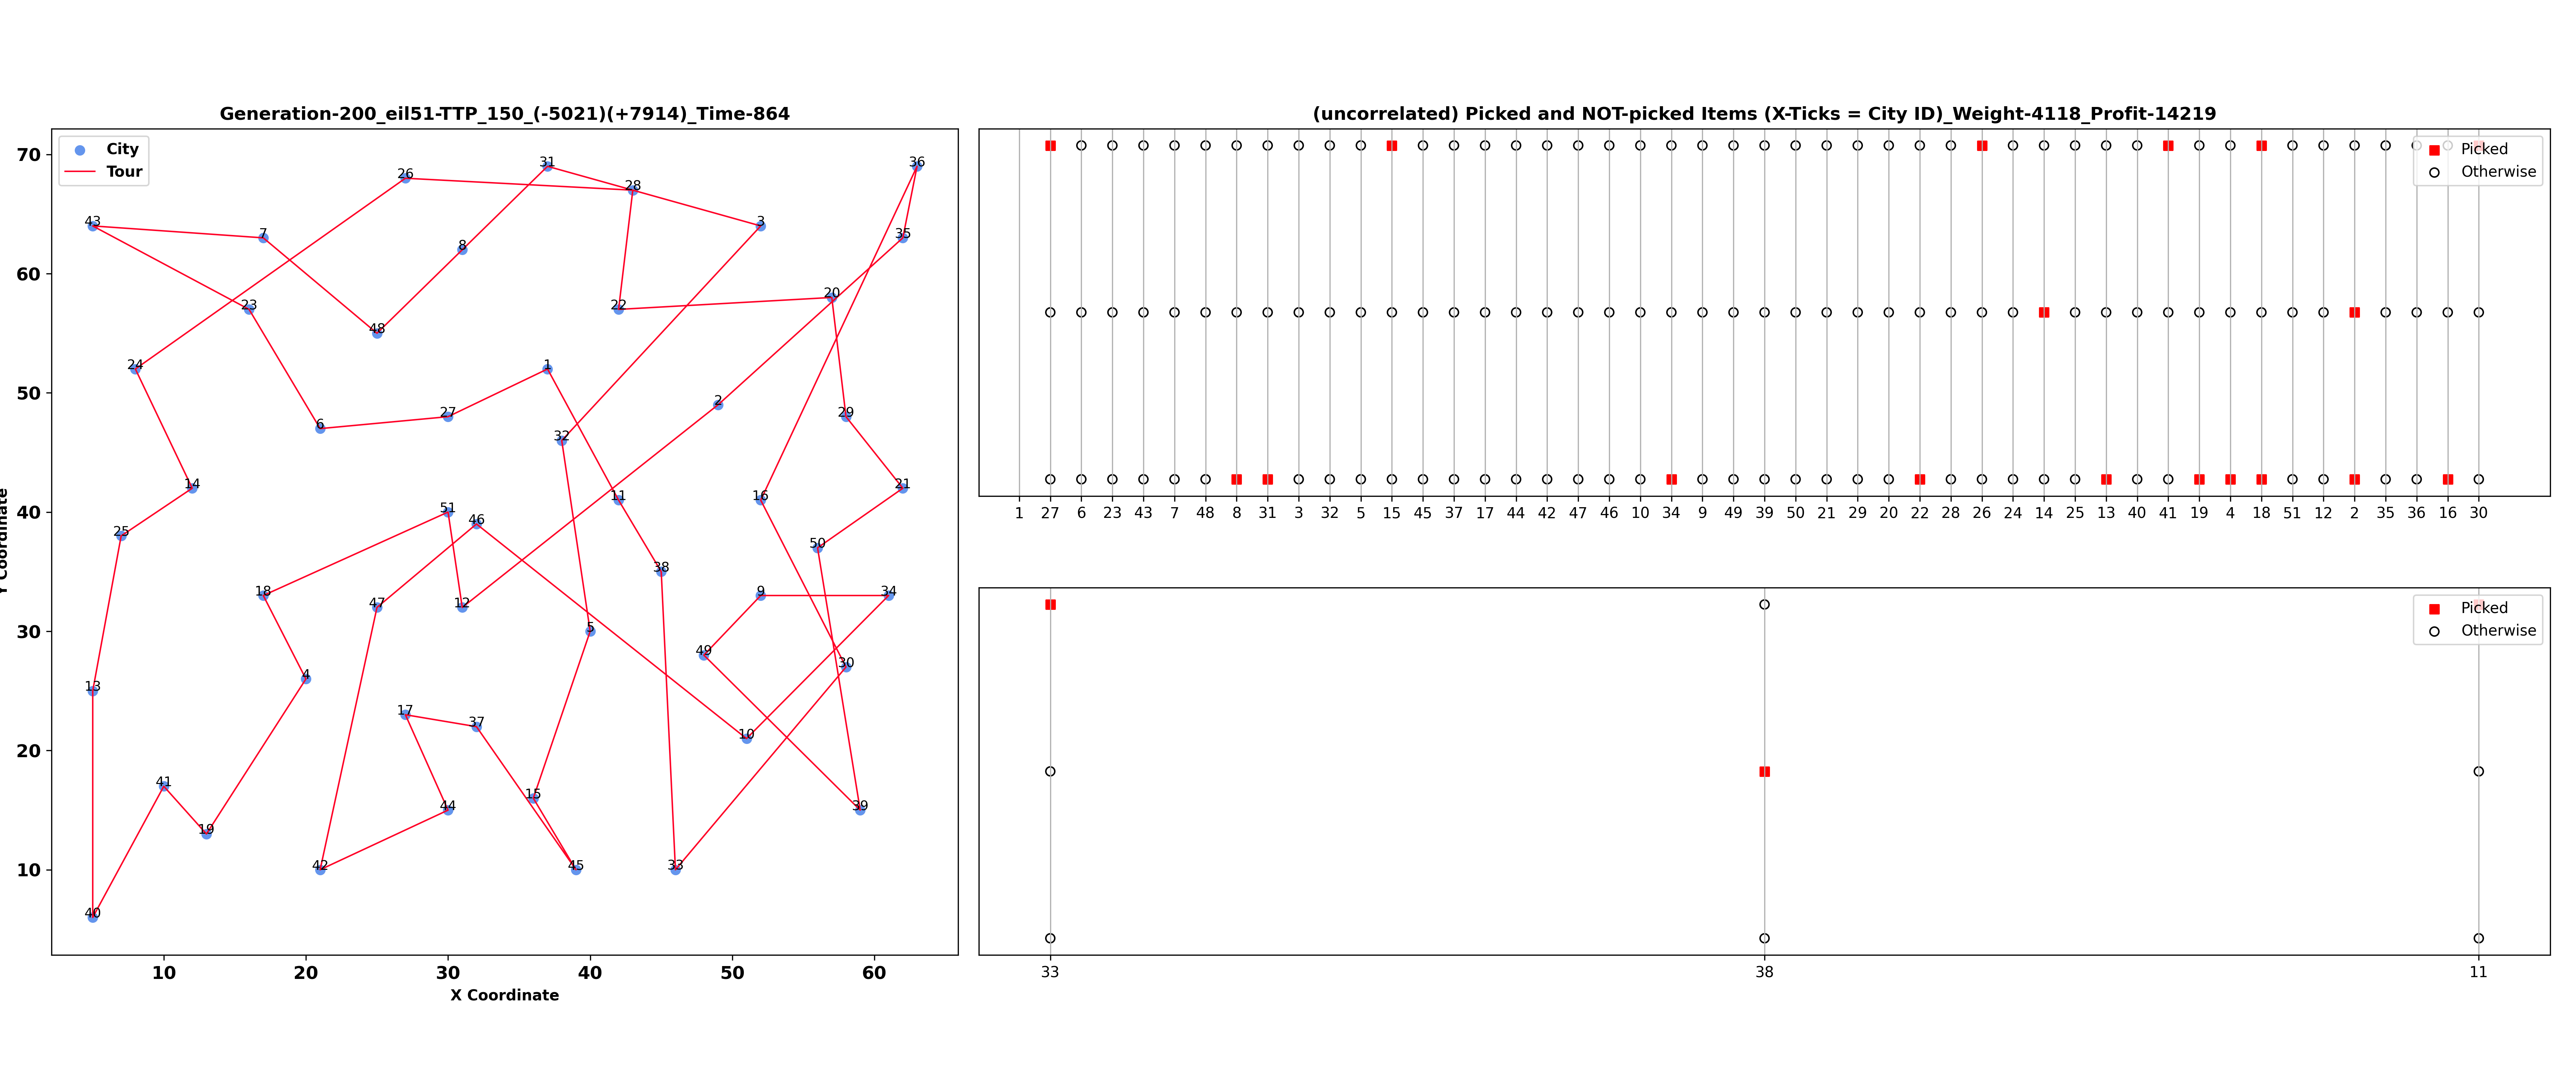 Generation-200_eil51-TTP_150_(-5021)(+7914)_Time-864
City
Tour
70
60
50
40
30
20
10
10 20 30 40 50 60
X Coordinate
Y Coordinate
31 36
26 28
43 7 3
8 35
23 20
48 22
24 1
2
6 27 29
32
14 11 16 21
51 46
25 38 50
18 47 12 9 34
5
49 30
13 4
17 37 10
41 44 15 39
19
42 45 33
40
(uncorrelated) Picked and NOT-picked Items (X-Ticks = City ID)_Weight-4118_Profit-14219
Picked
Otherwise
1 27 6 23 43 7 48 8 31 3 32 5 15 45 37 17 44 42 47 46 10 34 9 49 39 50 21 29 20 22 28 26 24 14 25 13 40 41 19 4 18 51 12 2 35 36 16 30
Picked
Otherwise
33 38 11